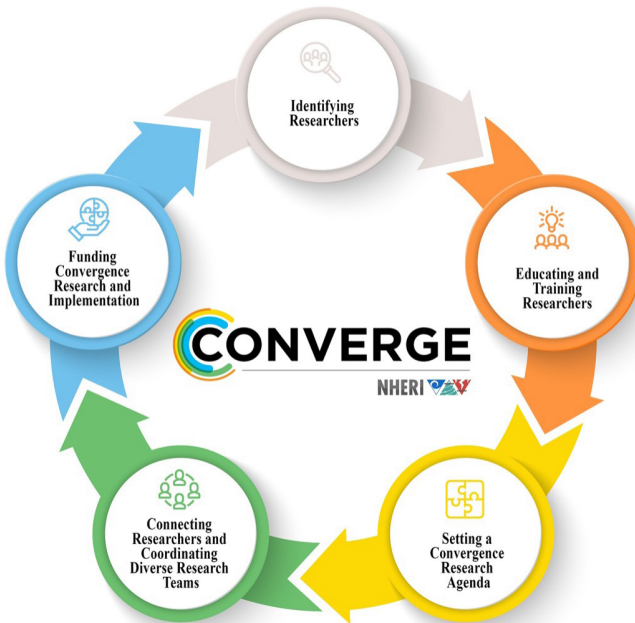 Identifying
Researchers
Educating and
Training
Researchers
Setting a
Convergence
Research
Agenda
Connecting
Researchers and
Coordinating
Diverse Research
Teams
Funding
Convergence
Research and
Implementation
CONVERGE
NHERI